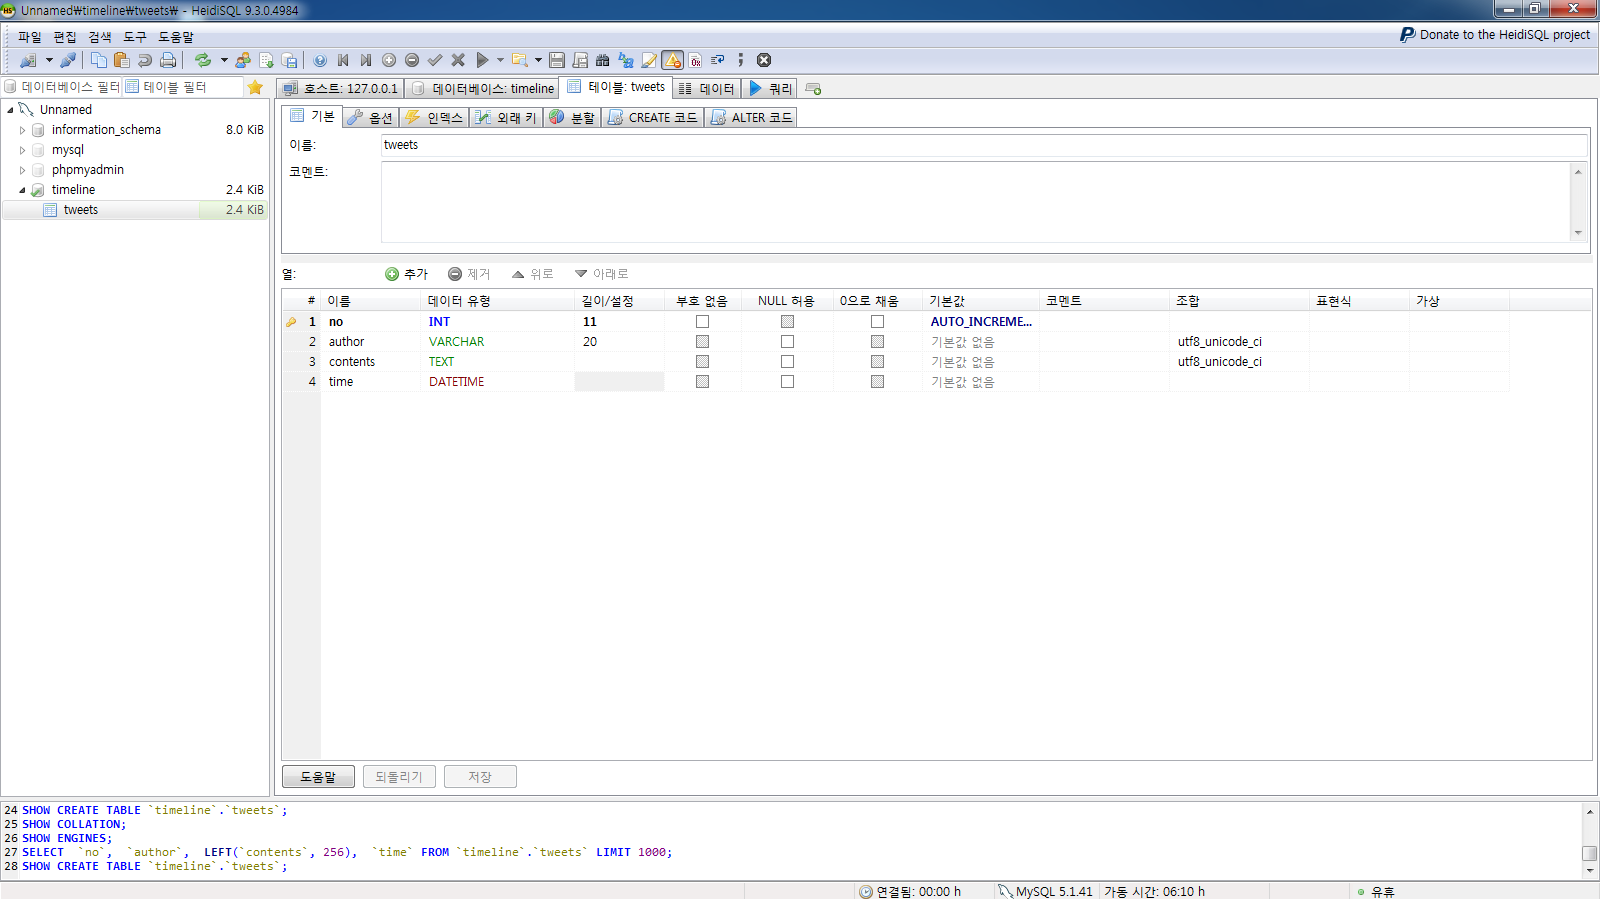 Unnamed₩timeline₩tweets₩ - HeidiSQL 9.3.0.4984
파일 편집 검색 도구 도움말
Donate to the HeidiSQL project
데이터베이스 필터 테이블 필터
호스트: 127.0.0.1 데이터베이스: timeline 테이블: tweets 데이터 쿼리
Unnamed
information_schema 8.0 KiB
mysql
phpmyadmin
timeline 2.4 KiB
tweets 2.4 KiB
기본 옵션 인덱스 외래 키 분할 CREATE 코드 ALTER 코드
이름: tweets
코멘트:
열: 추가 제거 위로 아래로
# 이름 데이터 유형 길이/설정 부호 없음 NULL 허용 0으로 채움 기본값 코멘트 조합 표현식 가상
1 no INT 11 AUTO_INCREME...
2 author VARCHAR 20 기본값 없음 utf8_unicode_ci
3 contents TEXT 기본값 없음 utf8_unicode_ci
4 time DATETIME 기본값 없음
도움말 되돌리기 저장
24 SHOW CREATE TABLE `timeline`.`tweets`;
25 SHOW COLLATION;
26 SHOW ENGINES;
27 SELECT `no`, `author`, LEFT(`contents`, 256), `time` FROM `timeline`.`tweets` LIMIT 1000;
28 SHOW CREATE TABLE `timeline`.`tweets`;
연결됨: 00:00 h MySQL 5.1.41 가동 시간: 06:10 h 유휴